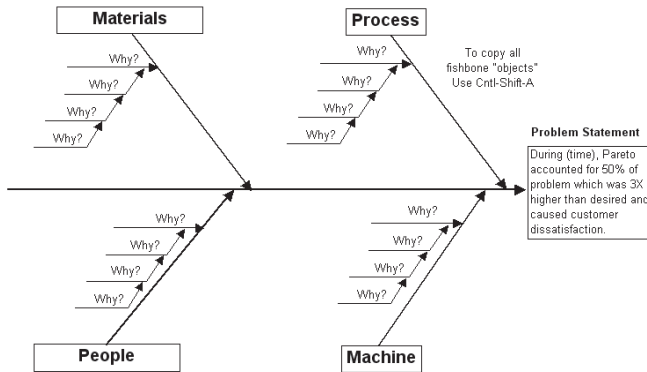 Materials
Process
Why?
Why?
Why?
Why?
Why?
Why?
Why?
Why?
To copy all
fishbone "objects"
Use Cntl-Shift-A
Problem Statement
During (time), Pareto
accounted for 50% of
problem which was 3X
higher than desired and
caused customer
dissatisfaction.
Why?
Why?
Why?
Why?
Why?
Why?
Why?
Why?
People
Machine